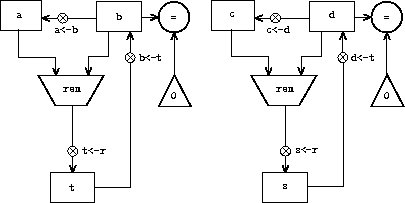 a
b
=
a<-b
b<-t
rem
0
t<-r
t
c
d
=
c<-d
d<-t
rem
0
s<-r
s